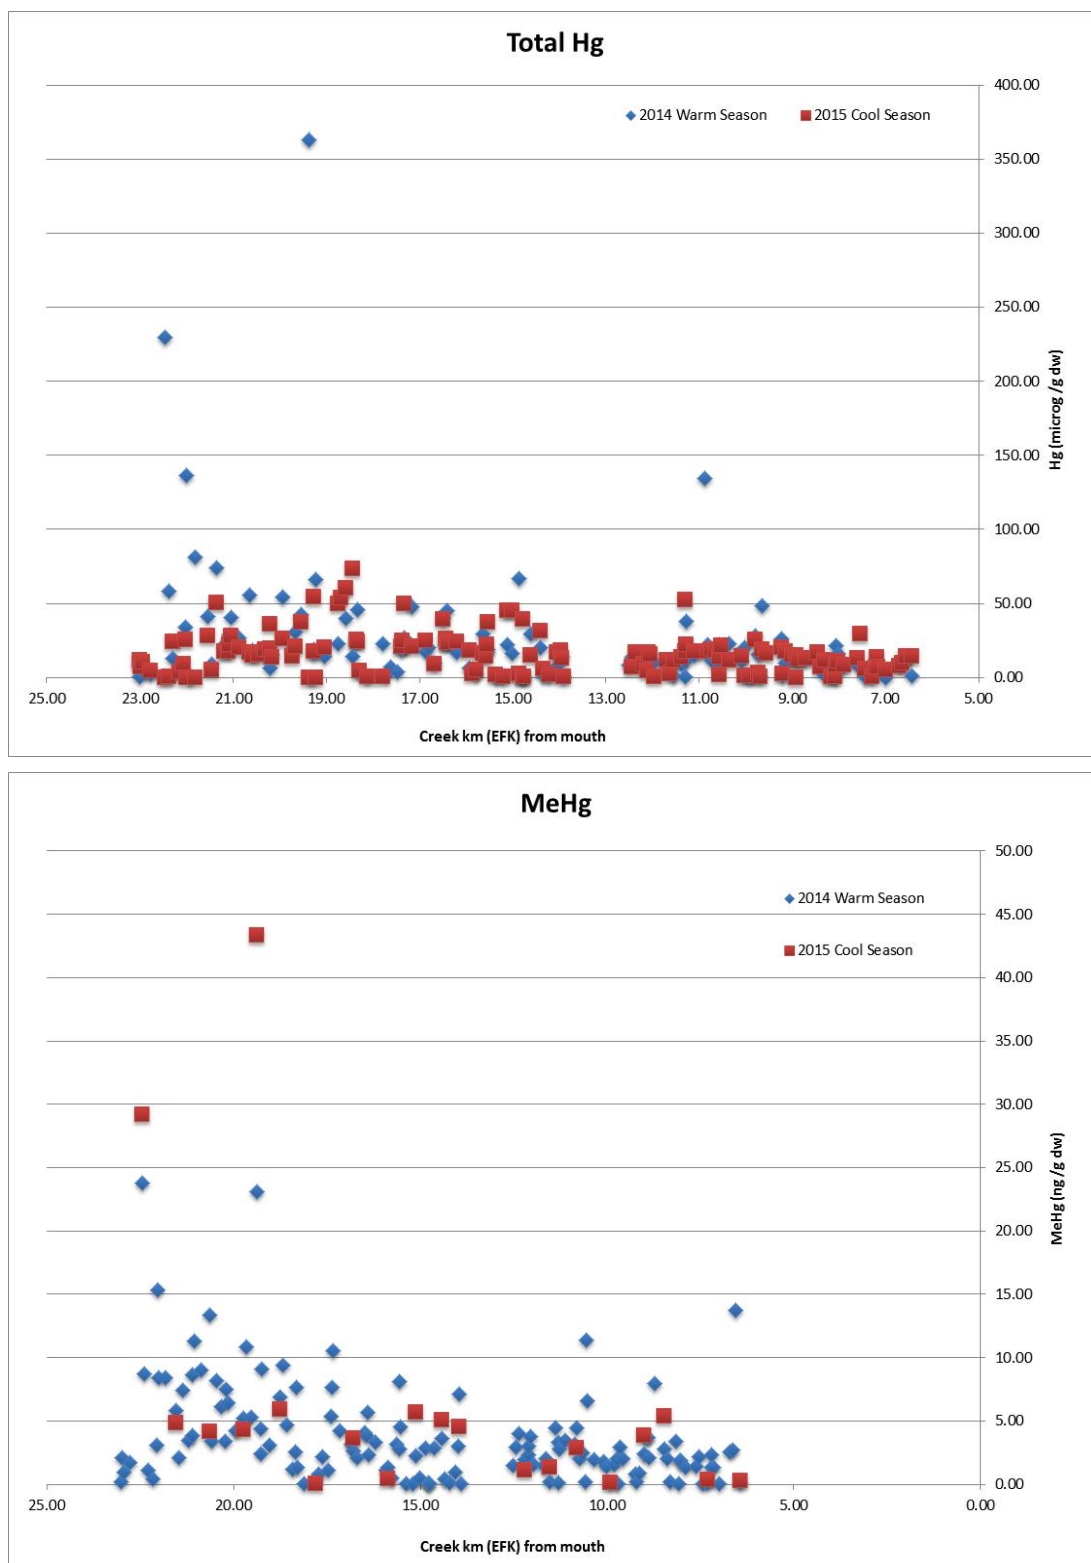 Total Hg
400.00
2014 Warm Season
2015 Cool Season
350.00
300.00
250.00
200.00
150.00
100.00
50.00
0.00
Hg (microg /g dw)
25.00 23.00 21.00 19.00 17.00 15.00 13.00 11.00 9.00 7.00 5.00
Creek km (EFK) from mouth
MeHg
50.00
2014 Warm Season
45.00
2015 Cool Season
40.00
35.00
30.00
25.00
20.00
15.00
10.00
5.00
0.00
MeHg (ng /g dw)
25.00 20.00 15.00 10.00 5.00 0.00
Creek km (EFK) from mouth